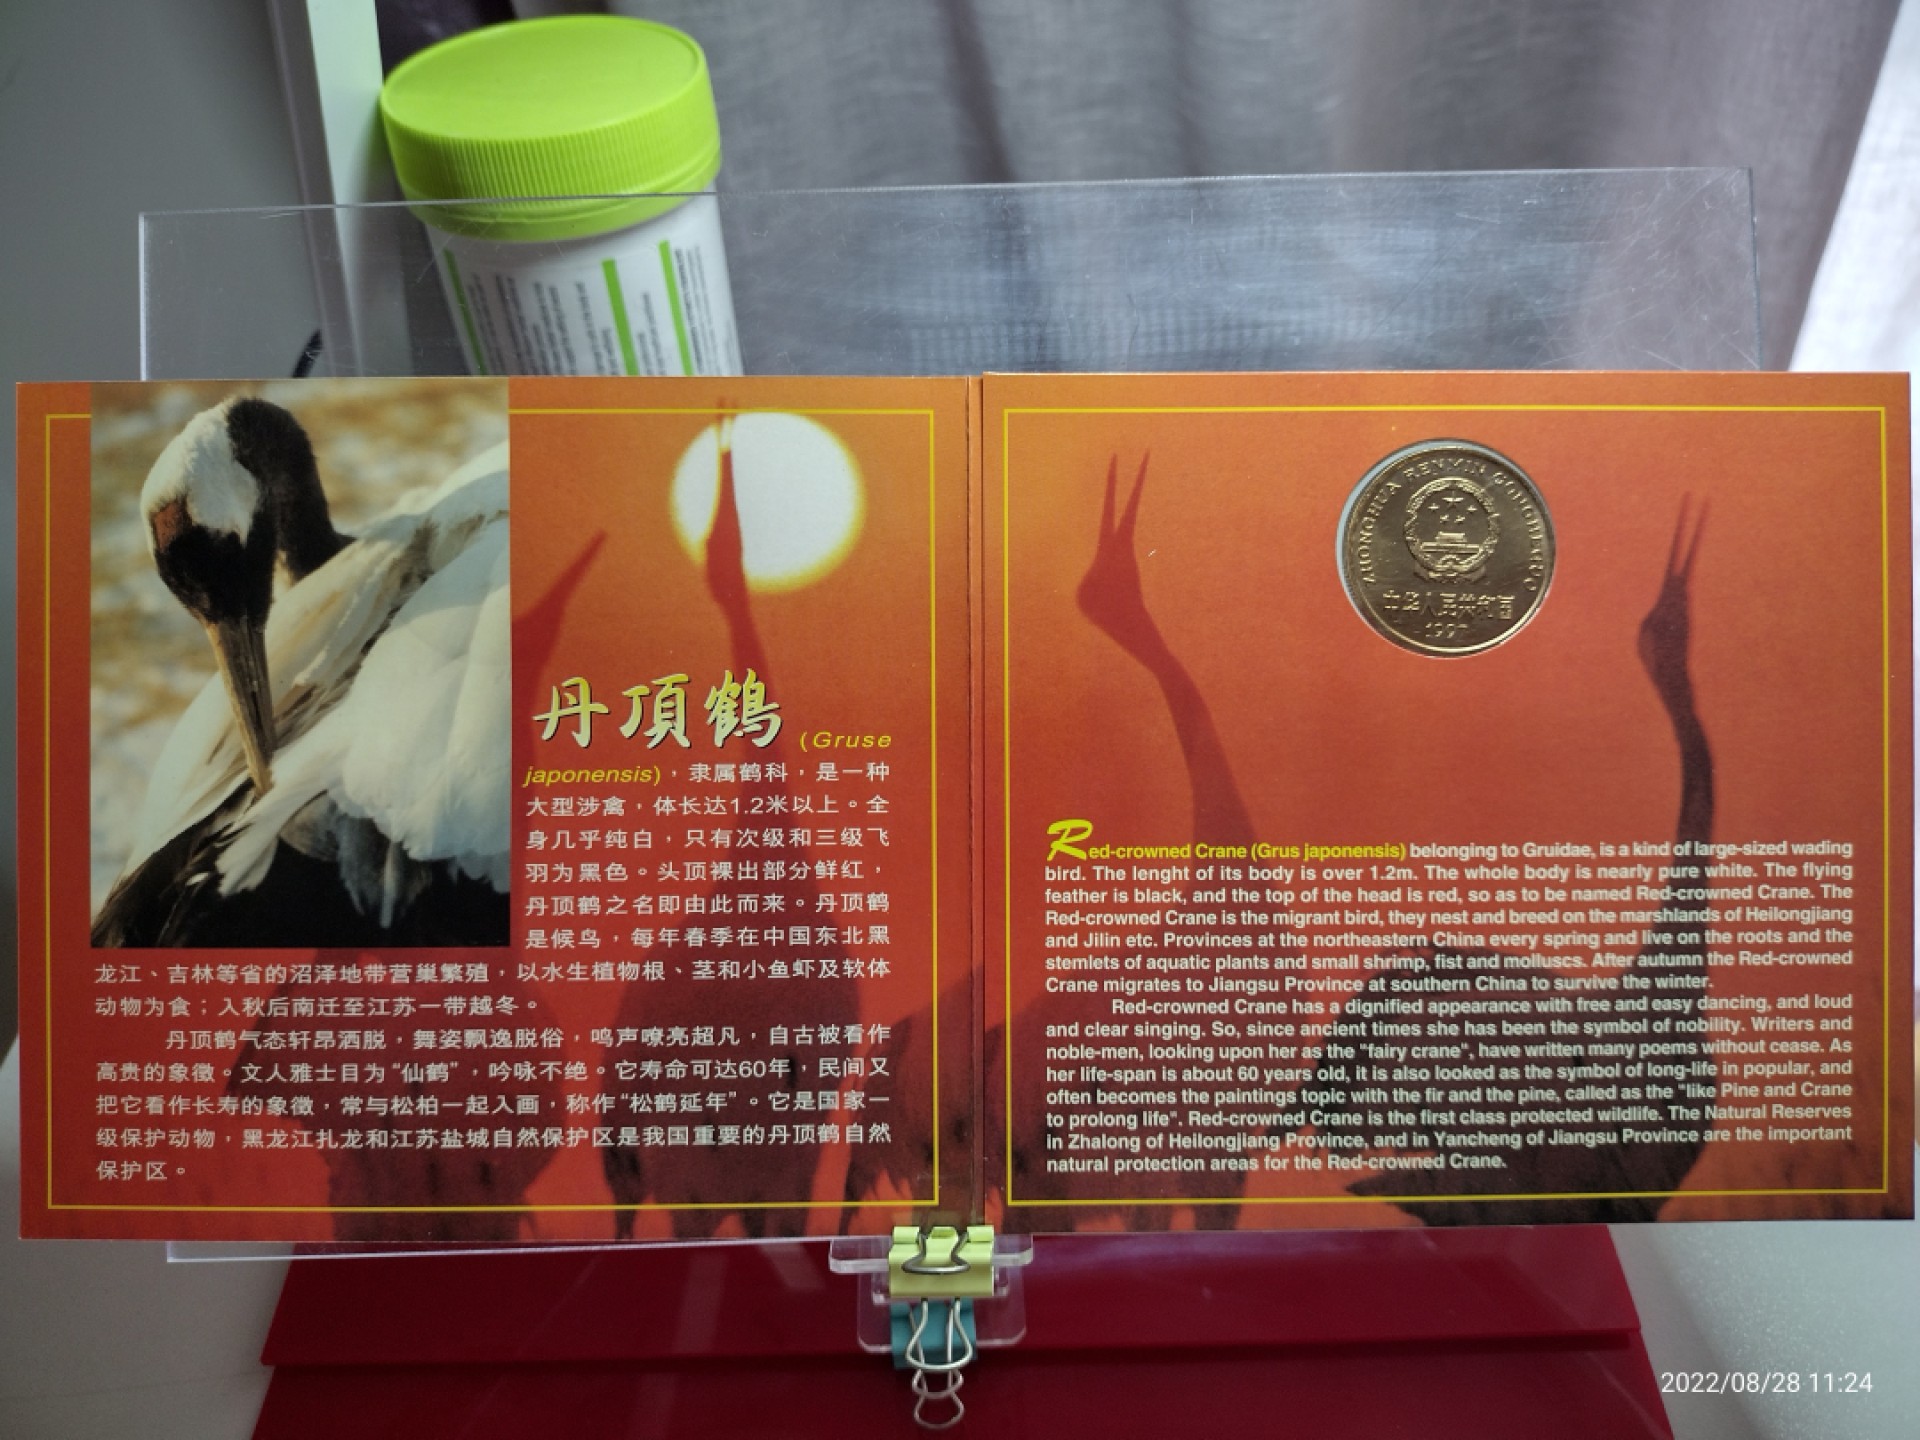 丹頂鶴 (Gruse
japonensis)，隶属鹤科，是一种
大型涉禽，体长达1.2米以上。全
身几乎纯白，只有次级和三级飞
羽为黑色。头顶裸出部分鲜红，
丹顶鹤之名即由此而来。丹顶鹤
是候鸟，每年春季在中国东北黑
龙江、吉林等省的沼泽地带营巢繁殖，以水生植物根、茎和小鱼虾及软体
动物为食；入秋后南迁至江苏一带越冬。
丹顶鹤气态轩昂洒脱，舞姿飘逸脱俗，鸣声嘹亮超凡，自古被看作
高贵的象徵。文人雅士目为“仙鹤”，吟咏不绝。它寿命可达60年，民间又
把它看作长寿的象徵，常与松柏一起入画，称作“松鹤延年”。它是国家一
级保护动物，黑龙江扎龙和江苏盐城自然保护区是我国重要的丹顶鹤自然
保护区。
ZHONGHUA RENMIN GONGHEGUO
中华人民共和国
1997
Red-crowned Crane (Grus japonensis) belonging to Gruidae, is a kind of large-sized wading
bird. The lenght of its body is over 1.2m. The whole body is nearly pure white. The flying
feather is black, and the top of the head is red, so as to be named Red-crowned Crane. The
Red-crowned Crane is the migrant bird, they nest and breed on the marshlands of Heilongjiang
and Jilin etc. Provinces at the northeastern China every spring and live on the roots and the
stemlets of aquatic plants and small shrimp, fist and molluscs. After autumn the Red-crowned
Crane migrates to Jiangsu Province at southern China to survive the winter.
Red-crowned Crane has a dignified appearance with free and easy dancing, and loud
and clear singing. So, since ancient times she has been the symbol of nobility. Writers and
noble-men, looking upon her as the "fairy crane", have written many poems without cease. As
her life-span is about 60 years old, it is also looked as the symbol of long-life in popular, and
often becomes the paintings topic with the fir and the pine, called as the "like Pine and Crane
to prolong life". Red-crowned Crane is the first class protected wildlife. The Natural Reserves
in Zhalong of Heilongjiang Province, and in Yancheng of Jiangsu Province are the important
natural protection areas for the Red-crowned Crane.
2022/08/28 11:24